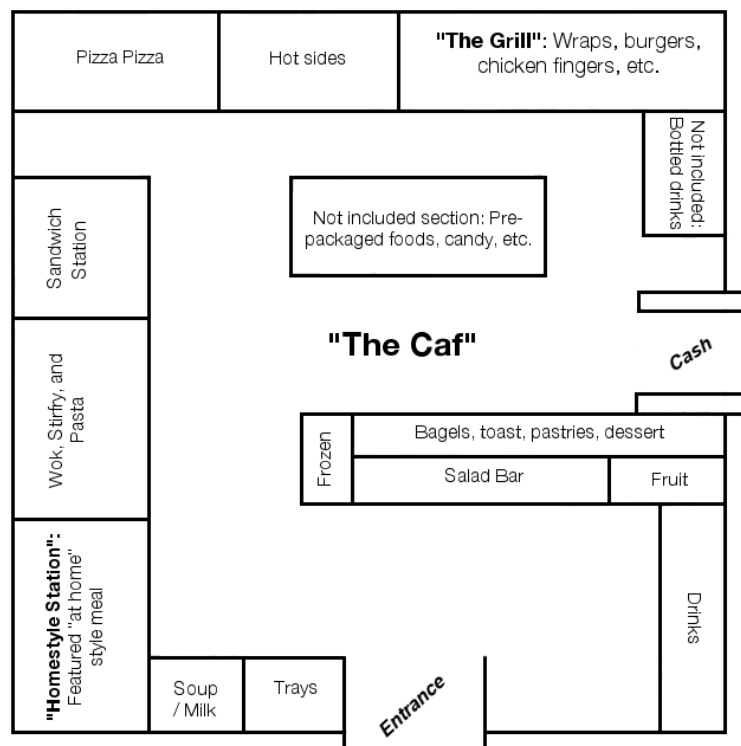 Pizza Pizza
Hot sides
"The Grill": Wraps, burgers,
chicken fingers, etc.
Not included:
Bottled drinks
Sandwich
Station
Not included section: Pre-
packaged foods, candy, etc.
"The Caf"
Cash
Wok, Stirfry, and
Pasta
Frozen
Bagels, toast, pastries, dessert
Salad Bar
Fruit
"Homestyle Station":
Featured "at home"
style meal
Drinks
Soup
/ Milk
Trays
Entrance